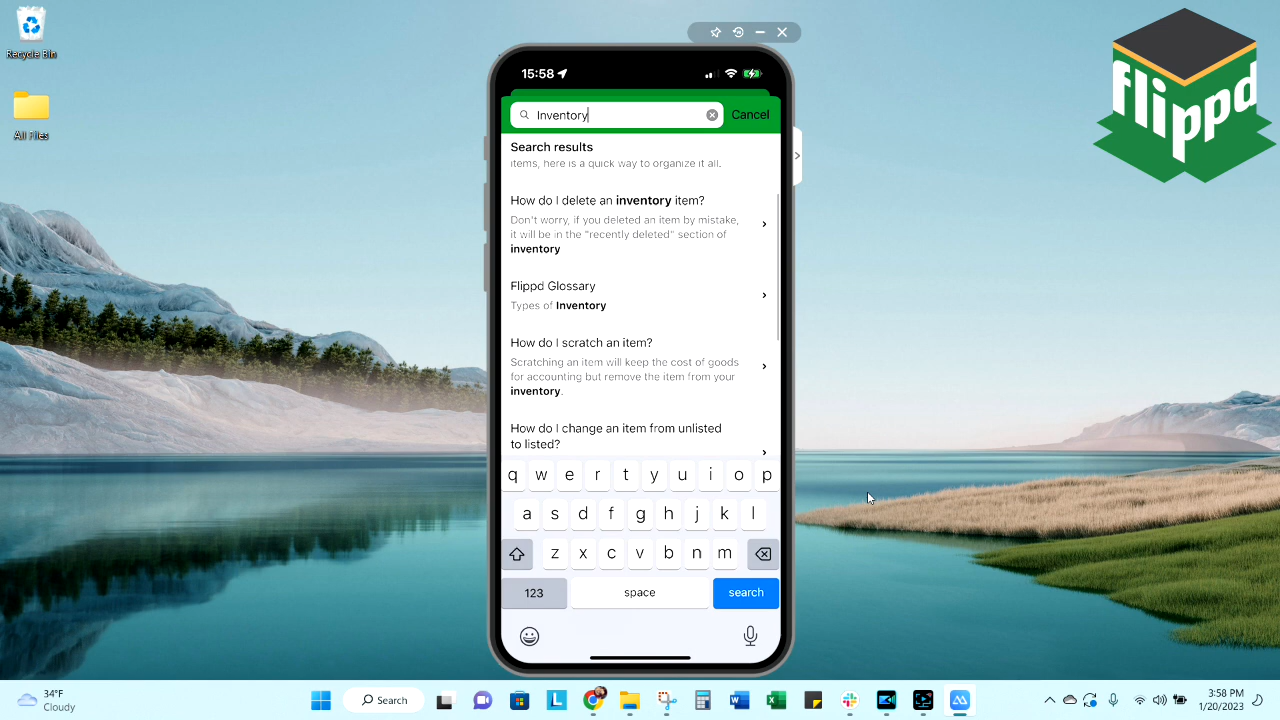 Recycle Bin
All Files
15:58
Inventory
Cancel
Search results
items, here is a quick way to organize it all.
How do I delete an inventory item?
Don't worry, if you deleted an item by mistake,
it will be in the "recently deleted" section of
inventory
Flippd Glossary
Types of Inventory
How do I scratch an item?
Scratching an item will keep the cost of goods
for accounting but remove the item from your
inventory.
How do I change an item from unlisted
to listed?
q w e r t y u i o p
a s d f g h j k l
z x c v b n m
123 space search
flippd
34°F
Cloudy
Search
3:58 PM
1/20/2023